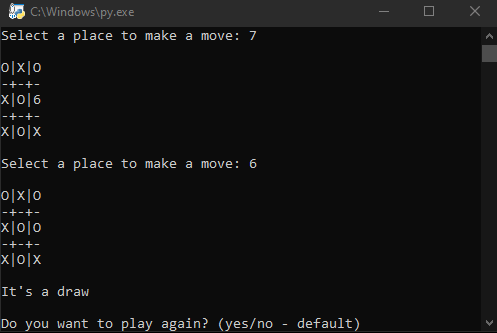 C:\Windows\py.exe
Select a place to make a move: 7
O|X|O
-+-+-
X|O|6
-+-+-
X|O|X
Select a place to make a move: 6
O|X|O
-+-+-
X|O|O
-+-+-
X|O|X
It's a draw
Do you want to play again? (yes/no - default)